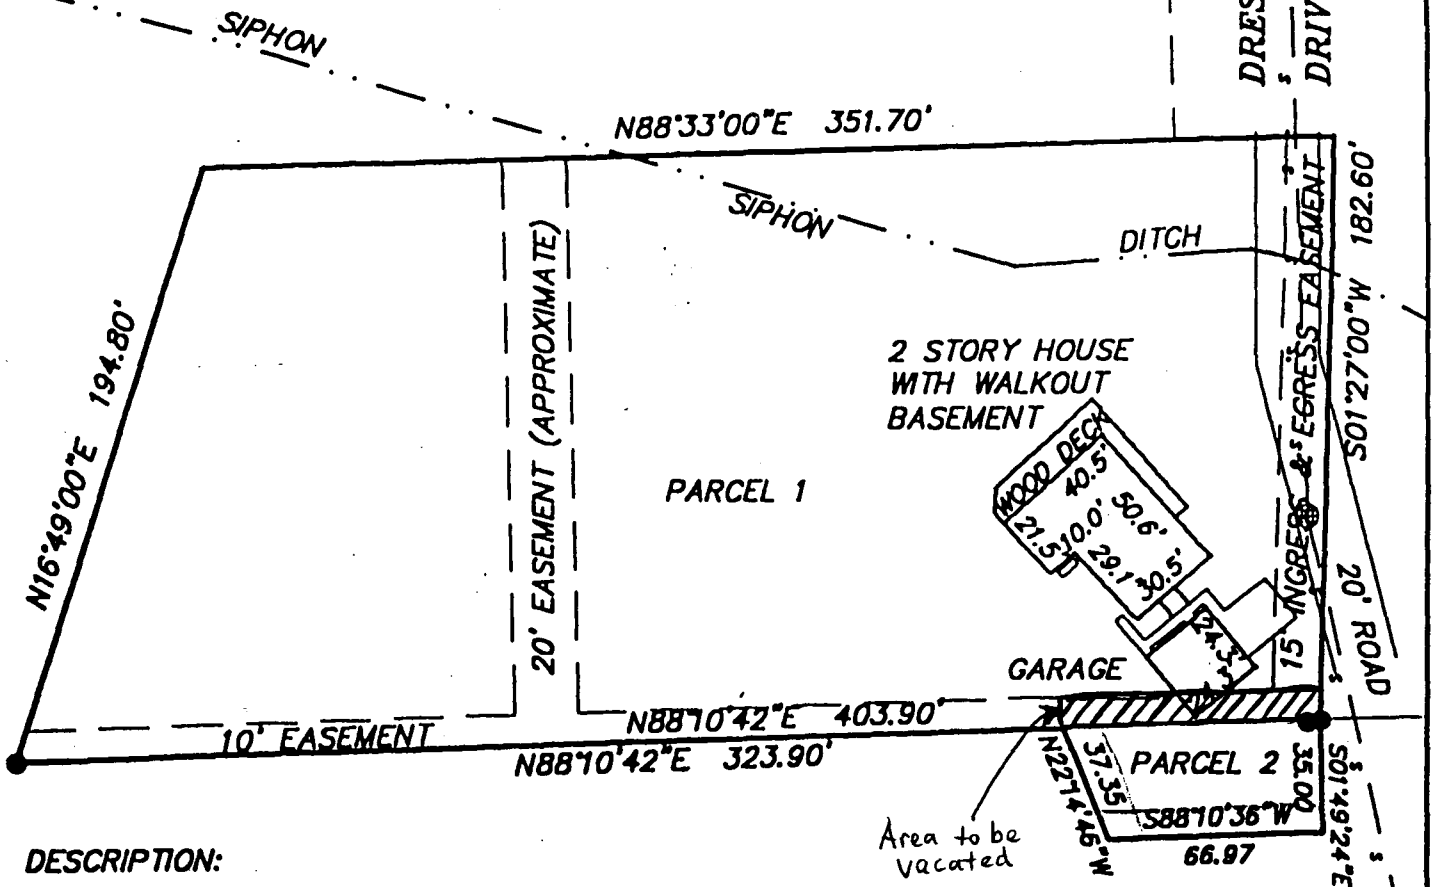 SIPHON
DRES
DRIV
S
N88°33'00"E 351.70'
SIPHON
DITCH
182.60'
S01°27'00"W
N16°49'00"E 194.80'
20' EASEMENT (APPROXIMATE)
2 STORY HOUSE
WITH WALKOUT
BASEMENT
PARCEL 1
WOOD DECK
40.5'
50.6'
21.5'
10.0'
29.1'
30.5'
24.3'
15' INGRESS & EGRESS EASEMENT
S
20' ROAD
GARAGE
N88°10'42"E 403.90'
10' EASEMENT
N88°10'42"E 323.90'
N22°14'46"W
37.35
PARCEL 2
35.00
S01°49'24"E
S
S88°10'36"W
66.97
S
Area to be
vacated
DESCRIPTION: